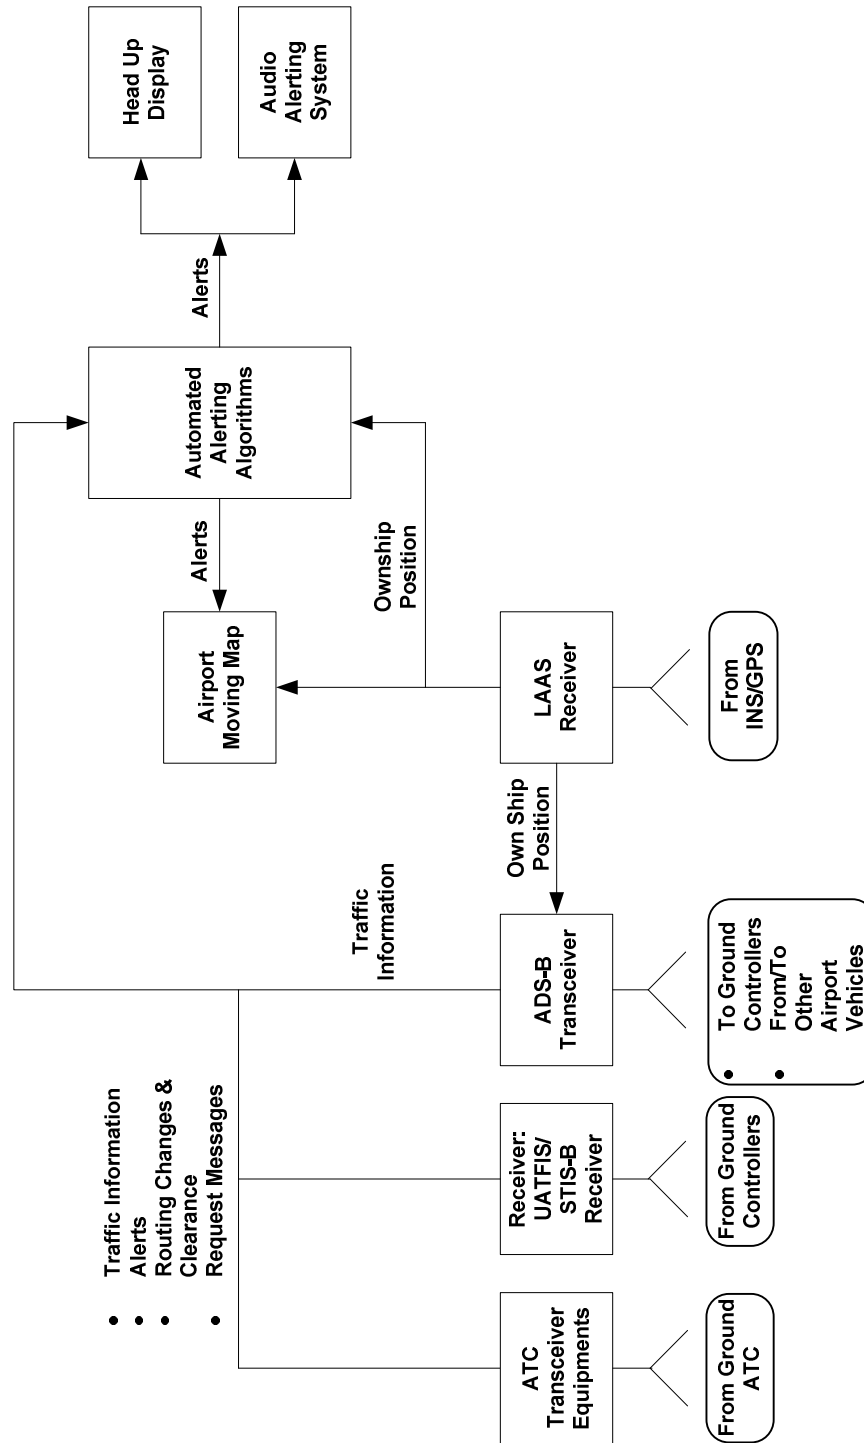 Head Up
Display
Audio
Alerting
System
Alerts
Automated
Alerting
Algorithms
Alerts
Ownship
Position
Airport
Moving Map
LAAS
Receiver
From
INS/GPS
Own Ship
Position
Traffic
Information
ADS-B
Transceiver
• To Ground
Controllers
• From/To
Other
Airport
Vehicles
• Traffic Information
• Alerts
• Routing Changes &
Clearance
• Request Messages
Receiver:
UATFIS/
STIS-B
Receiver
From Ground
Controllers
ATC
Transceiver
Equipments
From Ground
ATC